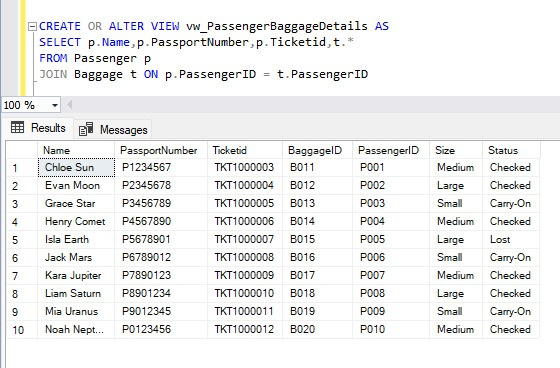 CREATE OR ALTER VIEW vw_PassengerBaggageDetails AS
SELECT p.Name,p.PassportNumber,p.Ticketid,t.*
FROM Passenger p
JOIN Baggage t ON p.PassengerID = t.PassengerID
100 %
Results Messages
Name PassportNumber Ticketid BaggageID PassengerID Size Status
1 Chloe Sun P1234567 TKT1000003 B011 P001 Medium Checked
2 Evan Moon P2345678 TKT1000004 B012 P002 Large Checked
3 Grace Star P3456789 TKT1000005 B013 P003 Small Carry-On
4 Henry Comet P4567890 TKT1000006 B014 P004 Medium Checked
5 Isla Earth P5678901 TKT1000007 B015 P005 Large Lost
6 Jack Mars P6789012 TKT1000008 B016 P006 Small Carry-On
7 Kara Jupiter P7890123 TKT1000009 B017 P007 Medium Checked
8 Liam Saturn P8901234 TKT1000010 B018 P008 Large Checked
9 Mia Uranus P9012345 TKT1000011 B019 P009 Small Carry-On
10 Noah Nept... P0123456 TKT1000012 B020 P010 Medium Checked